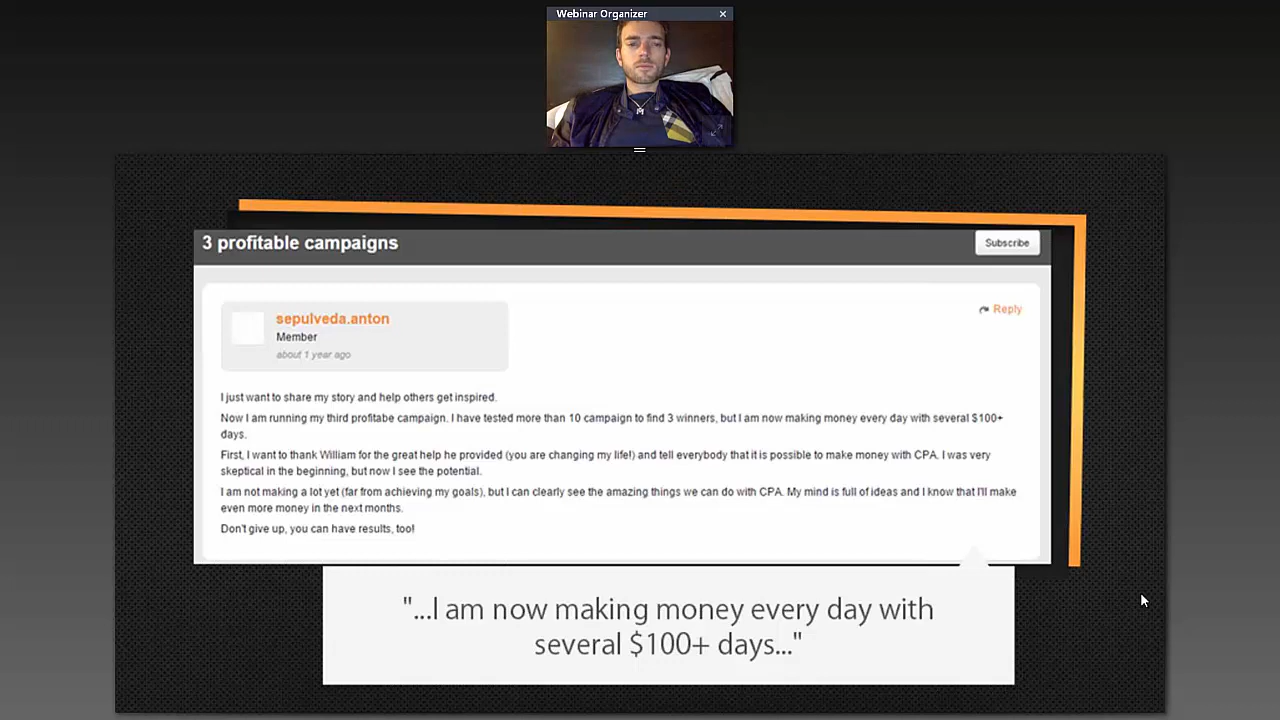 Webinar Organizer
3 profitable campaigns
Subscribe
sepulveda.anton
Reply
Member
about 1 year ago
I just want to share my story and help others get inspired.
Now I am running my third profitabe campaign. I have tested more than 10 campaign to find 3 winners, but I am now making money every day with several $100+
days.
First, I want to thank William for the great help he provided (you are changing my life!) and tell everybody that it is possible to make money with CPA. I was very
skeptical in the beginning, but now I see the potential.
I am not making a lot yet (far from achieving my goals), but I can clearly see the amazing things we can do with CPA. My mind is full of ideas and I know that I'll make
even more money in the next months.
Don't give up, you can have results, too!
"...I am now making money every day with
several $100+ days..."